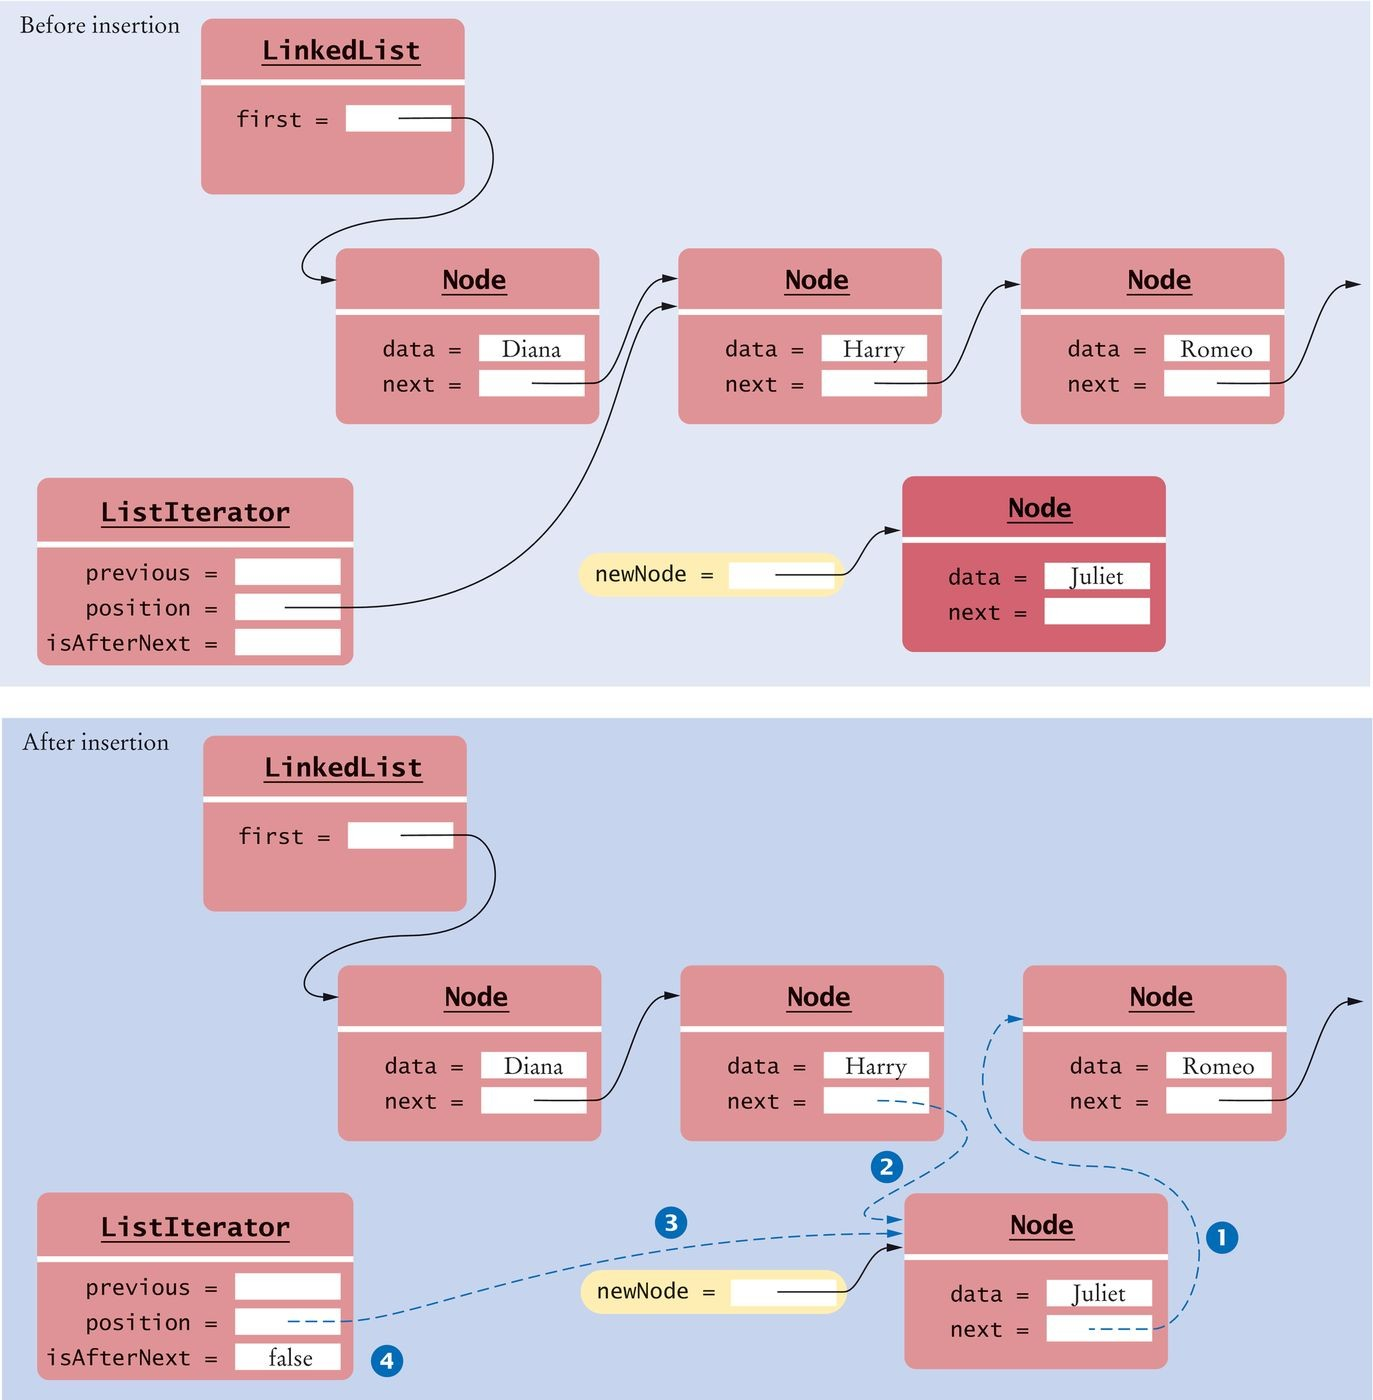 Before insertion
LinkedList
first =
Node
data = Diana
next =
Node
data = Harry
next =
Node
data = Romeo
next =
ListIterator
previous =
position =
isAfterNext =
newNode =
Node
data = Juliet
next =
After insertion
LinkedList
first =
Node
data = Diana
next =
Node
data = Harry
next =
Node
data = Romeo
next =
2
3
1
ListIterator
previous =
position =
isAfterNext = false
4
newNode =
Node
data = Juliet
next =